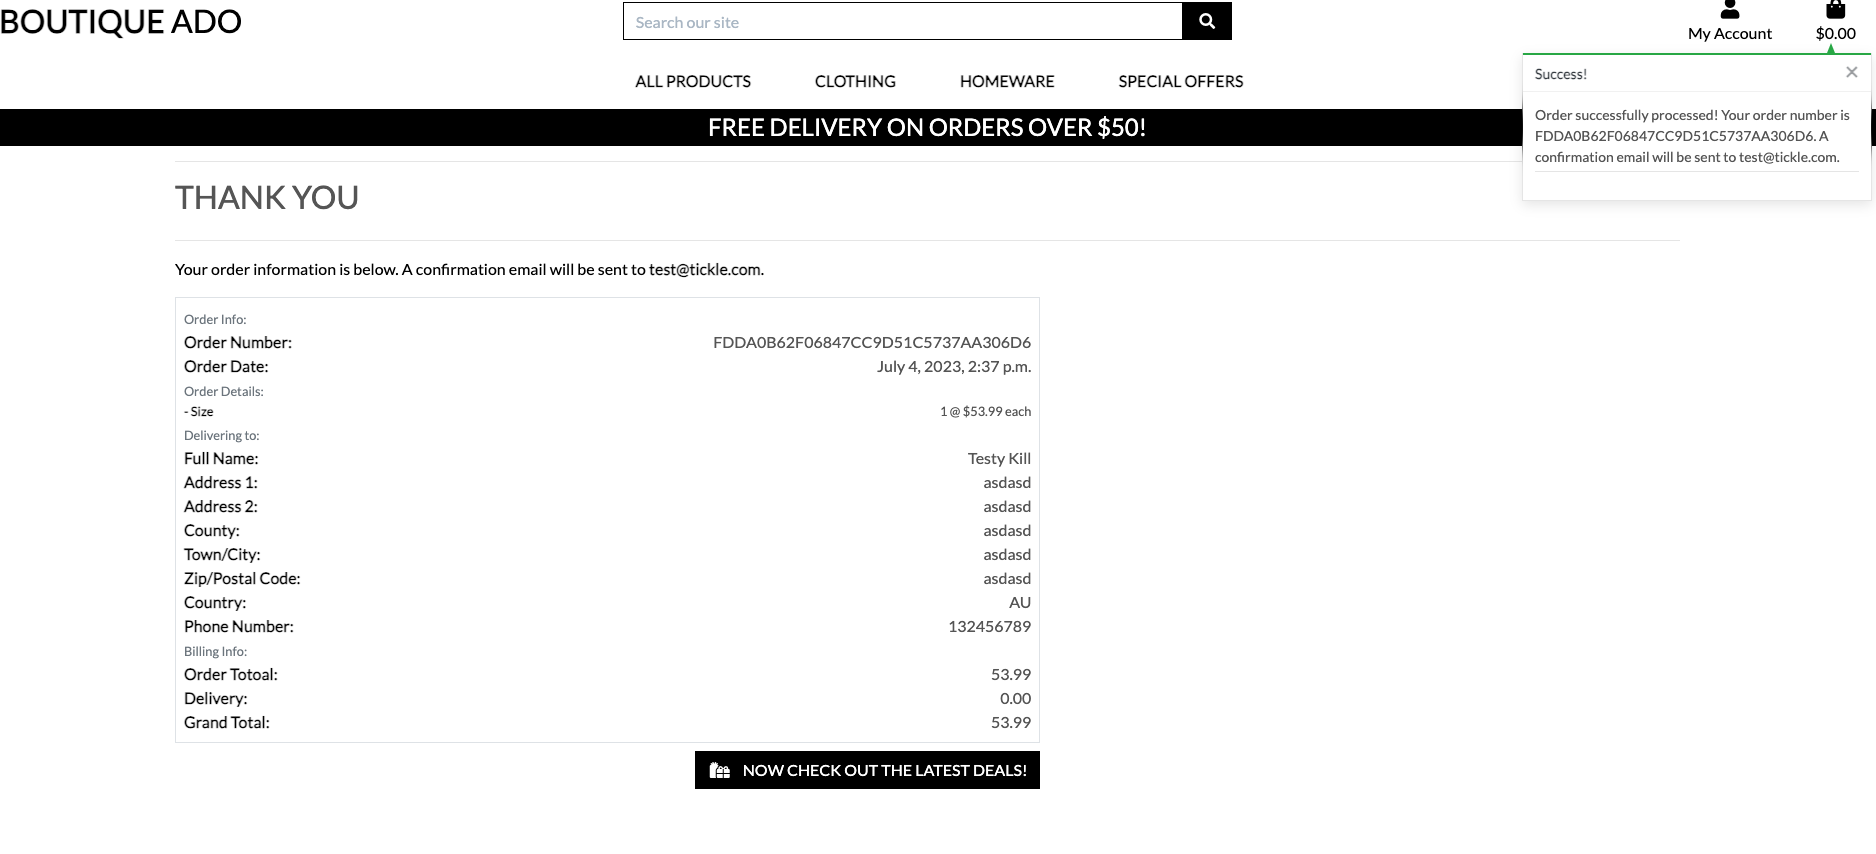 BOUTIQUE ADO
Search our site
My Account
$0.00
ALL PRODUCTS
CLOTHING
HOMEWARE
SPECIAL OFFERS
FREE DELIVERY ON ORDERS OVER $50!
Success!
Order successfully processed! Your order number is
FDDA0B62F06847CC9D51C5737AA306D6. A
confirmation email will be sent to test@tickle.com.
THANK YOU
Your order information is below. A confirmation email will be sent to test@tickle.com.
Order Info:
Order Number: FDDA0B62F06847CC9D51C5737AA306D6
Order Date: July 4, 2023, 2:37 p.m.
Order Details:
- Size 1 @ $53.99 each
Delivering to:
Full Name: Testy Kill
Address 1: asdasd
Address 2: asdasd
County: asdasd
Town/City: asdasd
Zip/Postal Code: asdasd
Country: AU
Phone Number: 132456789
Billing Info:
Order Totoal: 53.99
Delivery: 0.00
Grand Total: 53.99
NOW CHECK OUT THE LATEST DEALS!